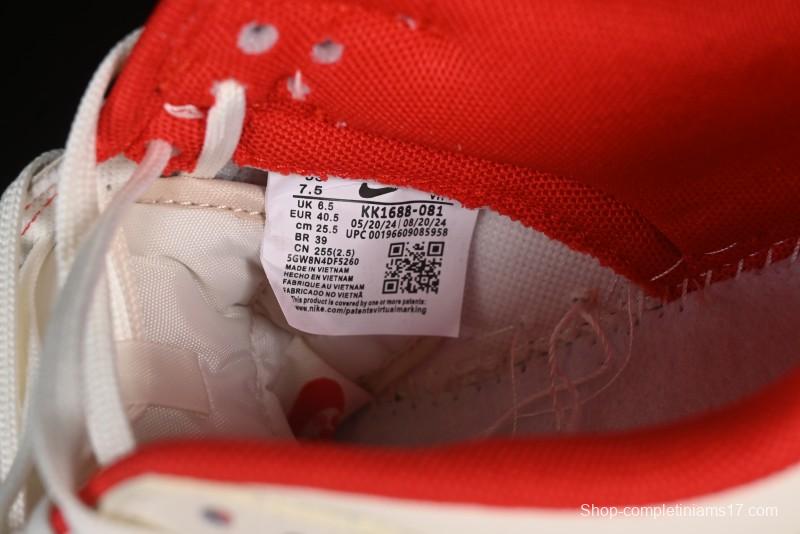 7.5
VN
UK 6.5
EUR 40.5
cm 25.5
BR 39
CN 255(2.5)
KK1688-081
05/20/24 08/20/24
UPC 00196609085958
5GW8N4DF5260
MADE IN VIETNAM
HECHO EN VIETNAM
FABRIQUE AU VIETNAM
FABRICADO NO VIETNÃ
This product is covered by one or more patents:
www.nike.com/patentsvirtualmarking
Shop-completiniams17.com